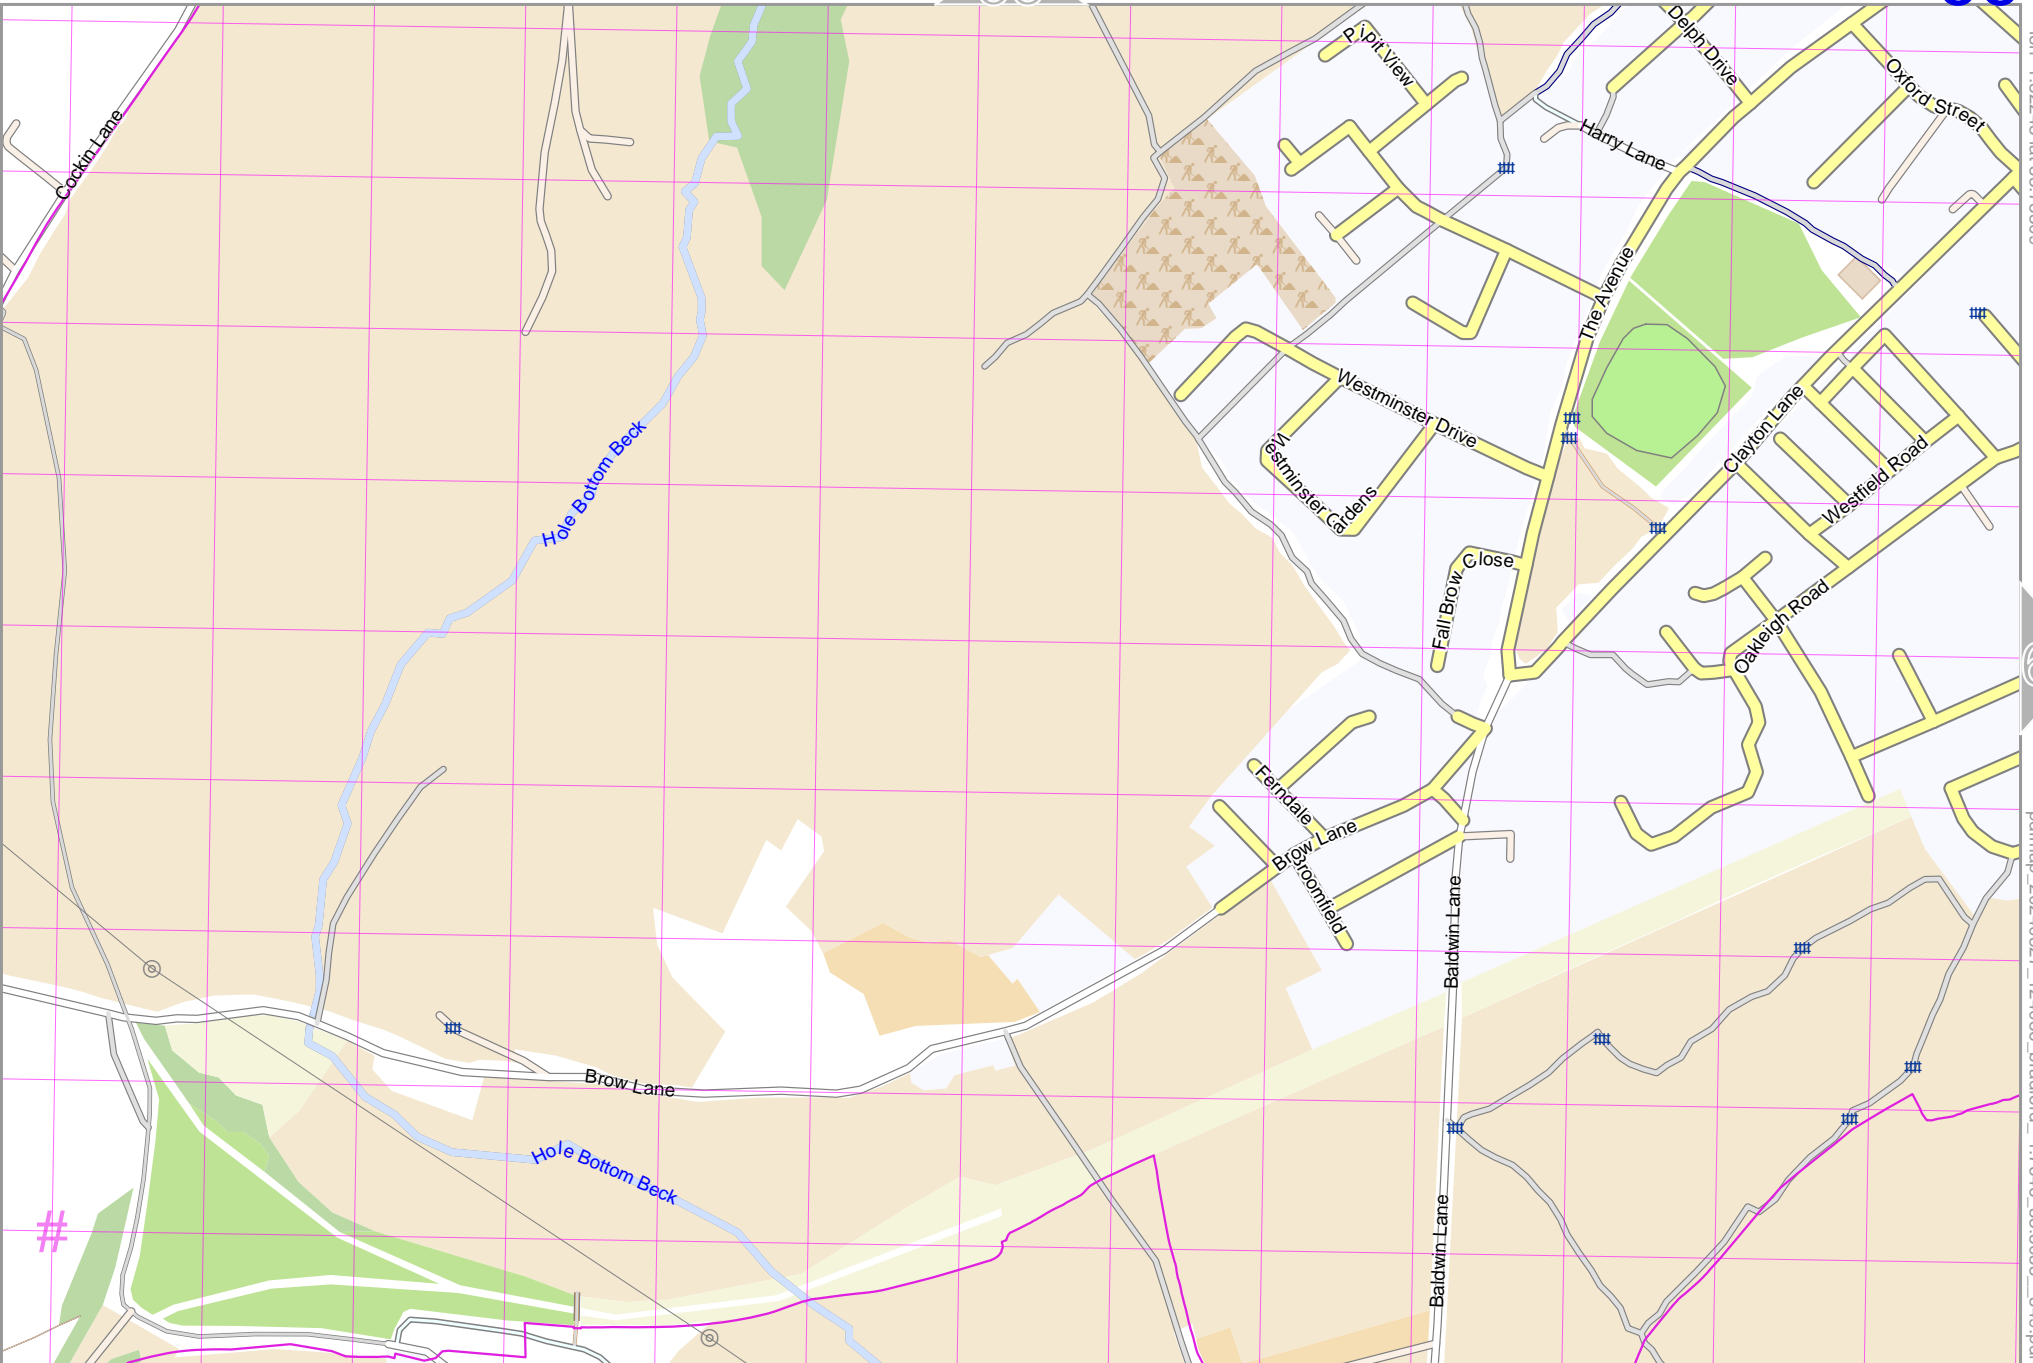 Pipit View
Delph Drive
Oxford Street
Harry Lane
Cockin Lane
The Avenue
Westminster Drive
Clayton Lane
Westfield Road
Westminster Gardens
Hole Bottom Beck
Fall Brow Close
Oakleigh Road
Ferndale
Brow Lane
Broomfield
Baldwin Lane
Brow Lane
Hole Bottom Beck
Baldwin Lane
#